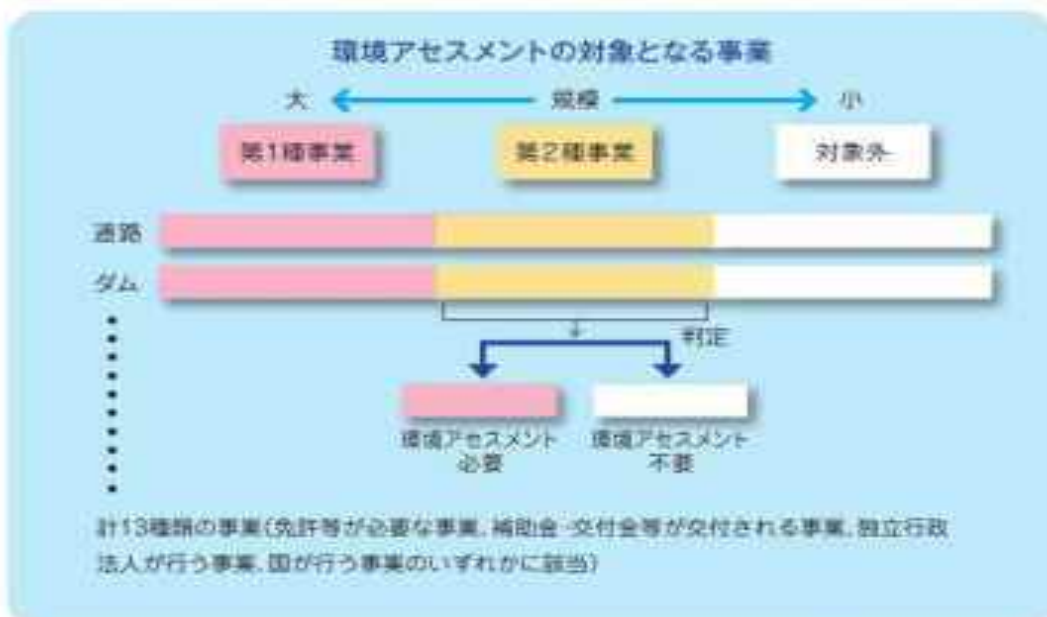 環境アセスメントの対象となる事業
大 規模 小
第1種事業 第2種事業 対象外
道路
ダム
判定
環境アセスメント 環境アセスメント
必要 不要
計13種類の事業(免許等が必要な事業、補助金・交付金等が交付される事業、独立行政
法人が行う事業、国が行う事業のいずれかに該当)